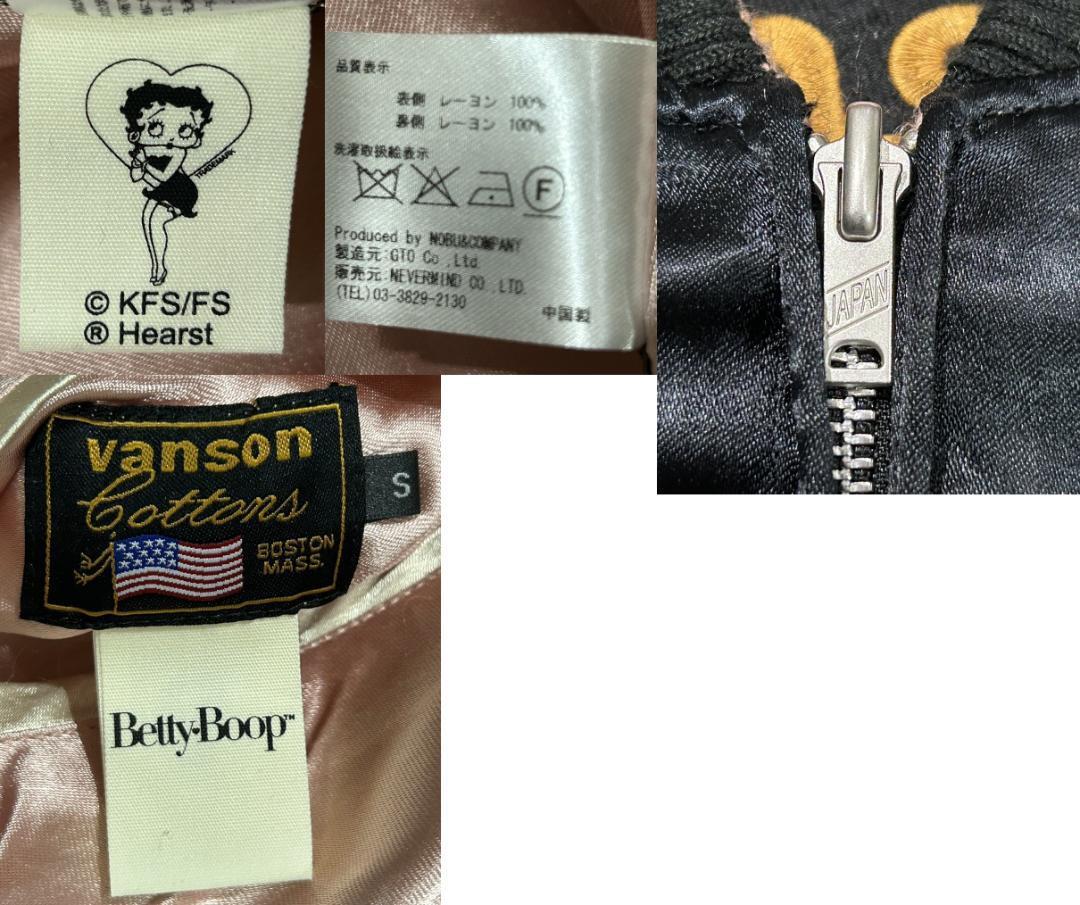 TRADEMARK
© KFS/FS
® Hearst
品質表示
表側 レーヨン 100%
裏側 レーヨン 100%
洗濯取扱絵表示
F
Produced by NOBU&COMPANY
製造元:GTO Co.,Ltd.
販売元:NEVERMIND CO.,LTD.
(TEL)03-3829-2130
中国製
JAPAN
vanson
Cottons
BOSTON
MASS.
S
Betty Boop™